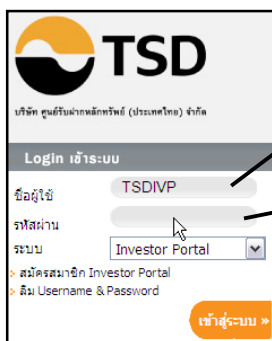 TSD
บริษัท ศูนย์รับฝากหลักทรัพย์ (ประเทศไทย) จำกัด
Login เข้าระบบ
ชื่อผู้ใช้ TSDIVP
รหัสผ่าน
ระบบ Investor Portal
สมัครสมาชิก Investor Portal
ลืม Username & Password
เข้าสู่ระบบ »